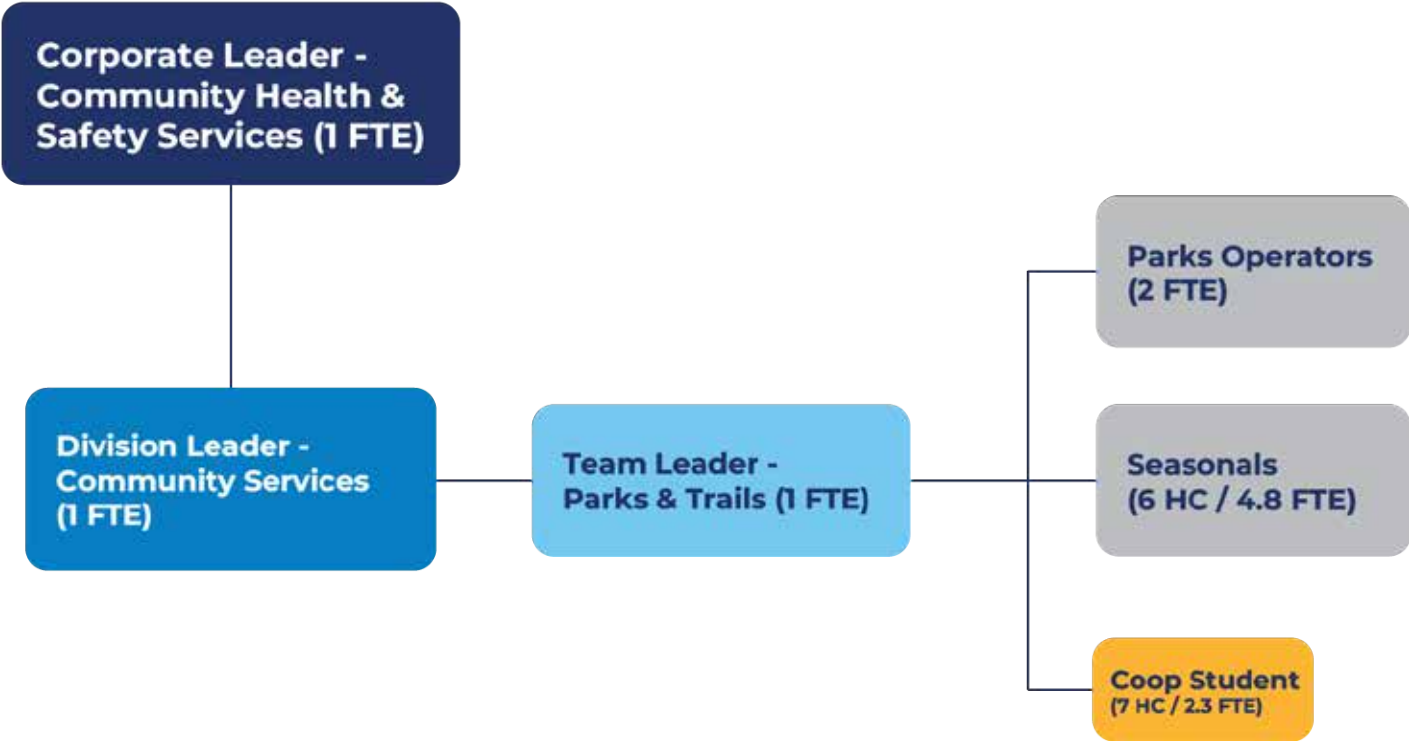 Corporate Leader -
Community Health &
Safety Services (1 FTE)
Division Leader -
Community Services
(1 FTE)
Team Leader -
Parks & Trails (1 FTE)
Parks Operators
(2 FTE)
Seasonals
(6 HC / 4.8 FTE)
Coop Student
(7 HC / 2.3 FTE)